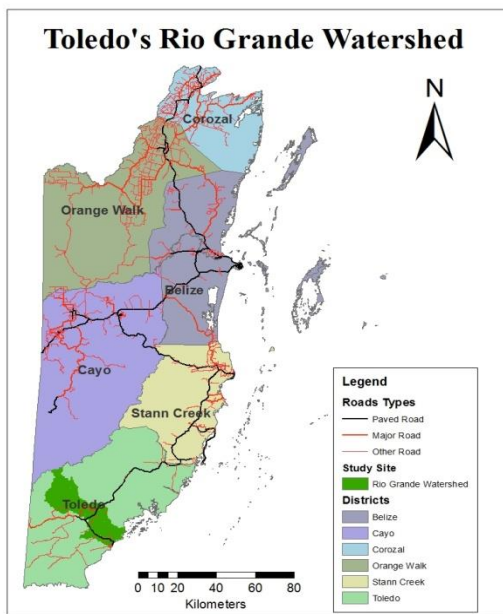 Toledo's Rio Grande Watershed
N
Corozal
Orange Walk
Belize
Cayo
Stann Creek
Toledo
Legend
Roads Types
Paved Road
Major Road
Other Road
Study Site
Rio Grande Watershed
Districts
Belize
Cayo
Corozal
Orange Walk
Stann Creek
Toledo
0 10 20 40 60 80
Kilometers